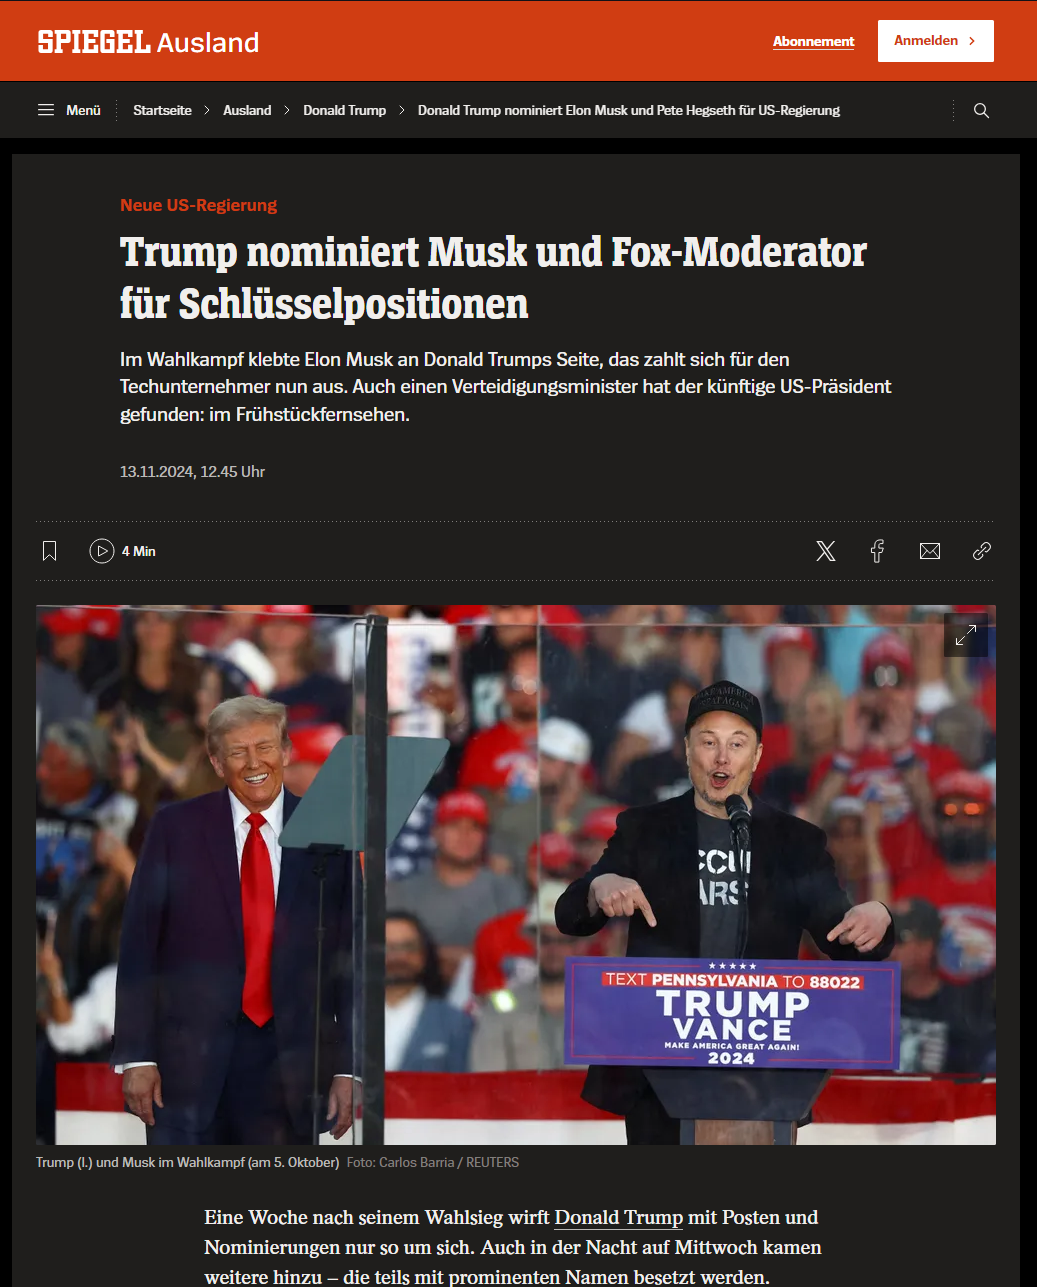 SPIEGEL Ausland
Abonnement
Anmelden
Menü
Startseite
Ausland
Donald Trump
Donald Trump nominiert Elon Musk und Pete Hegseth für US-Regierung
Neue US-Regierung
Trump nominiert Musk und Fox-Moderator
für Schlüsselpositionen
Im Wahlkampf klebte Elon Musk an Donald Trumps Seite, das zahlt sich für den
Techunternehmer nun aus. Auch einen Verteidigungsminister hat der künftige US-Präsident
gefunden: im Frühstückfernsehen.
13.11.2024, 12.45 Uhr
4 Min
MAKE AMERICA
GREAT AGAIN
CCU
ARS
TEXT PENNSYLVANIA TO 88022
TRUMP
VANCE
MAKE AMERICA GREAT AGAIN!
2024
Trump (l.) und Musk im Wahlkampf (am 5. Oktober) Foto: Carlos Barria / REUTERS
Eine Woche nach seinem Wahlsieg wirft Donald Trump mit Posten und
Nominierungen nur so um sich. Auch in der Nacht auf Mittwoch kamen
weitere hinzu – die teils mit prominenten Namen besetzt werden.